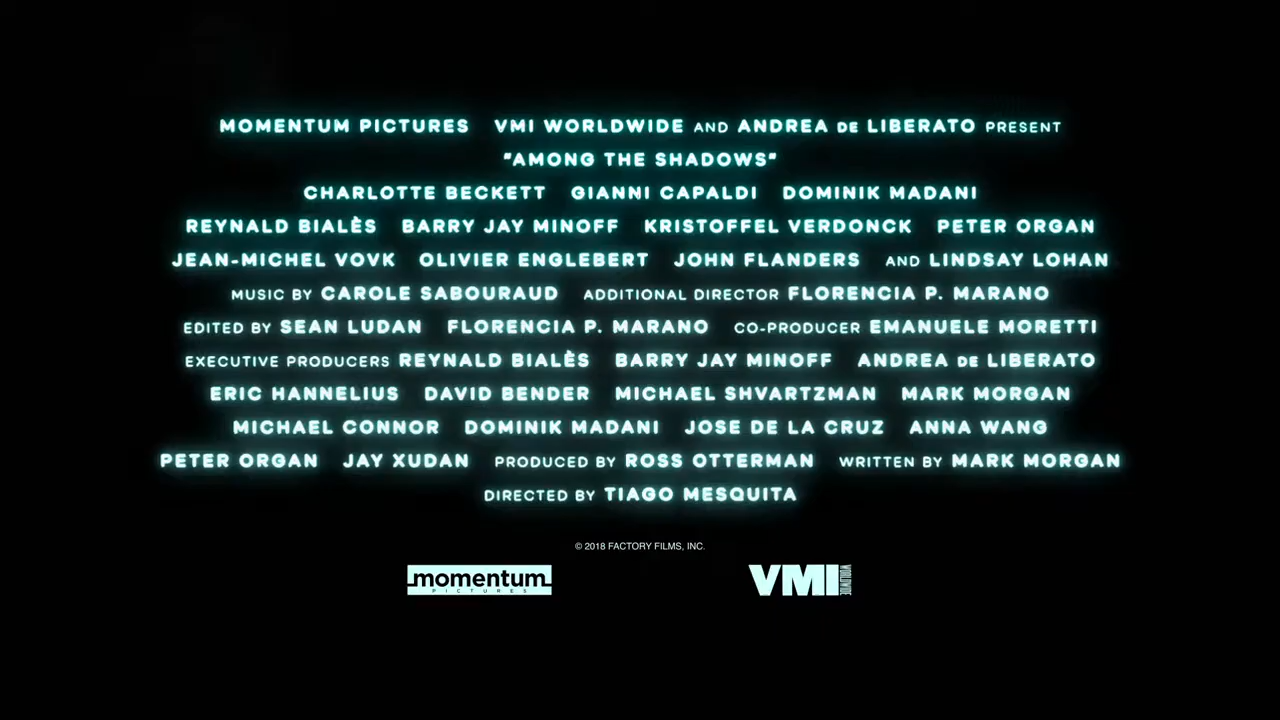 MOMENTUM PICTURES VMI WORLDWIDE AND ANDREA DE LIBERATO PRESENT
"AMONG THE SHADOWS"
CHARLOTTE BECKETT GIANNI CAPALDI DOMINIK MADANI
REYNALD BIALÈS BARRY JAY MINOFF KRISTOFFEL VERDONCK PETER ORGAN
JEAN-MICHEL VOVK OLIVIER ENGLEBERT JOHN FLANDERS AND LINDSAY LOHAN
MUSIC BY CAROLE SABOURAUD ADDITIONAL DIRECTOR FLORENCIA P. MARANO
EDITED BY SEAN LUDAN FLORENCIA P. MARANO CO-PRODUCER EMANUELE MORETTI
EXECUTIVE PRODUCERS REYNALD BIALÈS BARRY JAY MINOFF ANDREA DE LIBERATO
ERIC HANNELIUS DAVID BENDER MICHAEL SHVARTZMAN MARK MORGAN
MICHAEL CONNOR DOMINIK MADANI JOSE DE LA CRUZ ANNA WANG
PETER ORGAN JAY XUDAN PRODUCED BY ROSS OTTERMAN WRITTEN BY MARK MORGAN
DIRECTED BY TIAGO MESQUITA
© 2018 FACTORY FILMS, INC.
momentum VMI WORLDWIDE
PICTURES